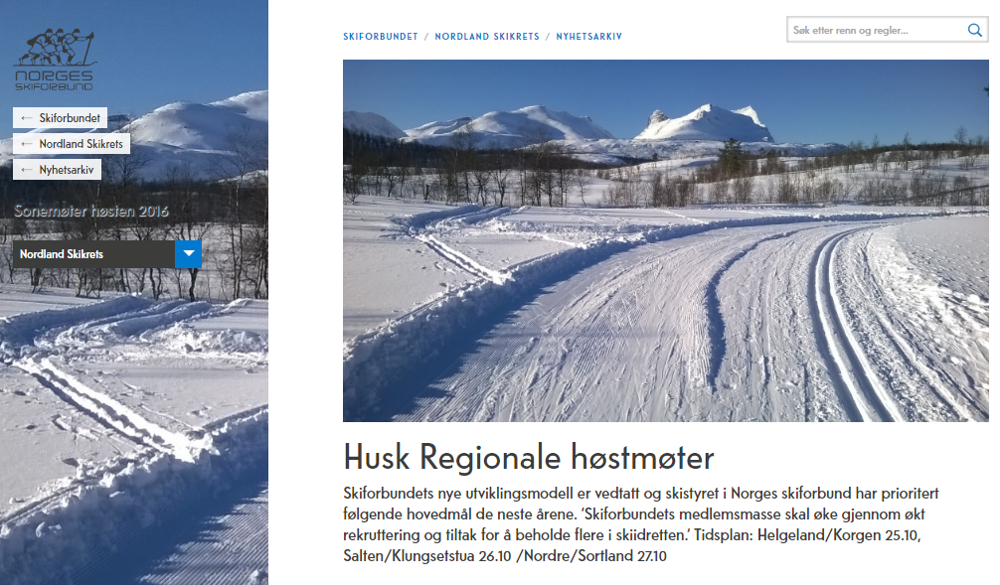 NORGES
SKIFORBUND
← Skiforbundet
← Nordland Skikrets
← Nyhetsarkiv
Sonemøter høsten 2016
Nordland Skikrets
SKIFORBUNDET / NORDLAND SKIKRETS / NYHETSARKIV
Søk etter renn og regler...
Husk Regionale høstmøter
Skiforbundets nye utviklingsmodell er vedtatt og skistyret i Norges skiforbund har prioritert
følgende hovedmål de neste årene. 'Skiforbundets medlemsmasse skal øke gjennom økt
rekruttering og tiltak for å beholde flere i skiidretten.' Tidsplan: Helgeland/Korgen 25.10,
Salten/Klungsetstua 26.10 /Nordre/Sortland 27.10